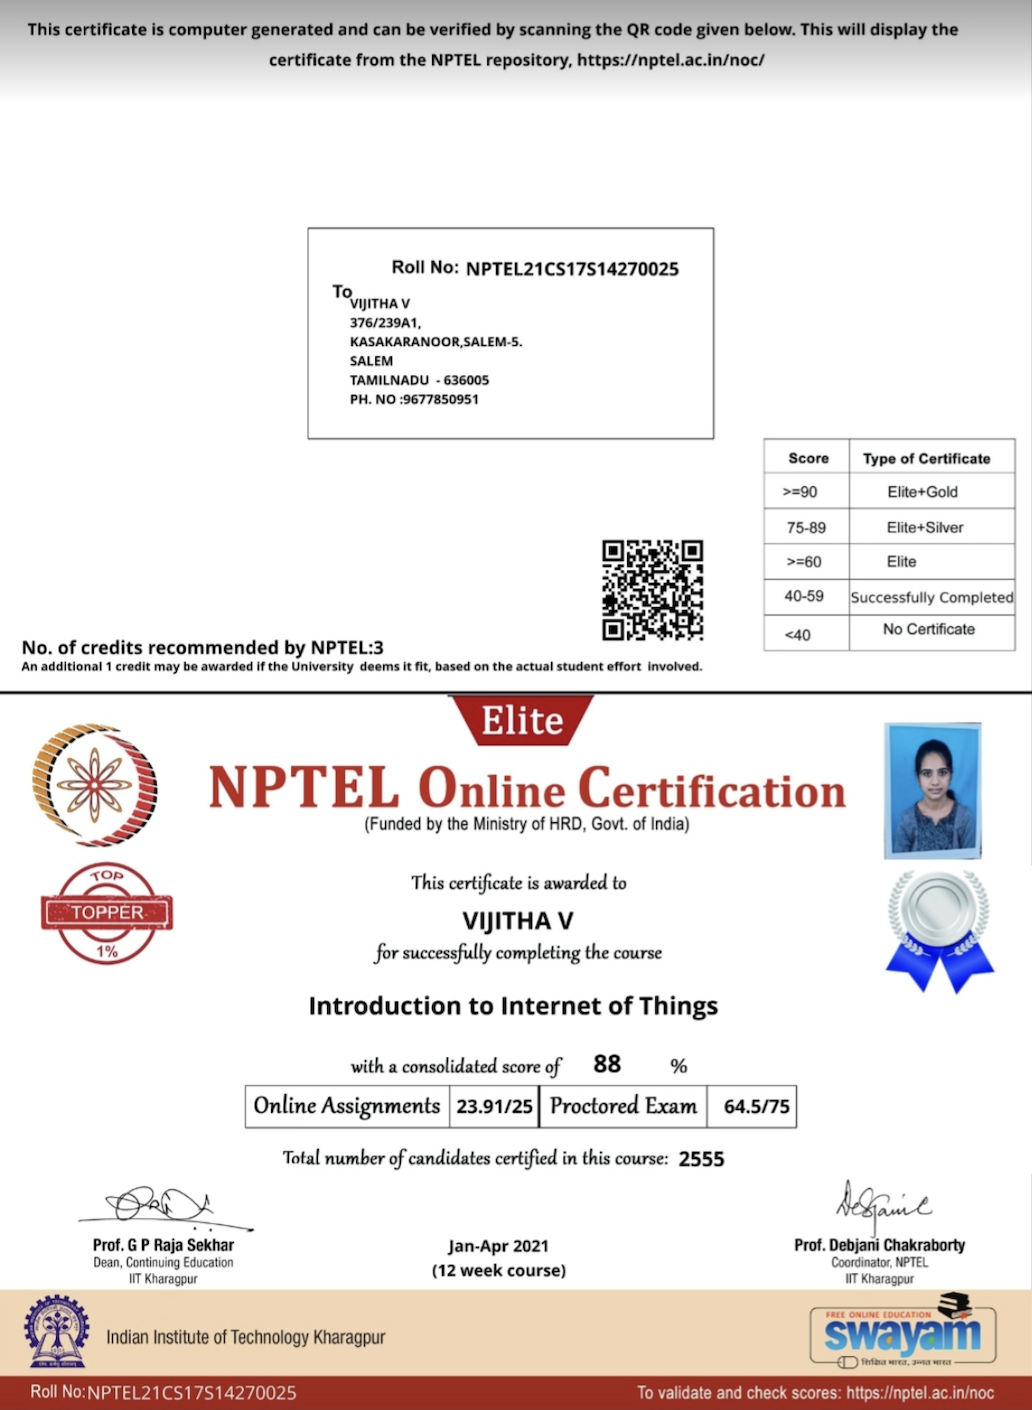 This certificate is computer generated and can be verified by scanning the QR code given below. This will display the
certificate from the NPTEL repository, https://nptel.ac.in/noc/
Roll No: NPTEL21CS17S14270025
To
VIJITHA V
376/239A1,
KASAKARANOOR,SALEM-5.
SALEM
TAMILNADU - 636005
PH. NO :9677850951
Score Type of Certificate
>=90 Elite+Gold
75-89 Elite+Silver
>=60 Elite
40-59 Successfully Completed
<40 No Certificate
No. of credits recommended by NPTEL:3
An additional 1 credit may be awarded if the University deems it fit, based on the actual student effort involved.
Elite
NPTEL Online Certification
(Funded by the Ministry of HRD, Govt. of India)
TOP
TOPPER
1%
This certificate is awarded to
VIJITHA V
for successfully completing the course
Introduction to Internet of Things
with a consolidated score of 88 %
Online Assignments 23.91/25 Proctored Exam 64.5/75
Total number of candidates certified in this course: 2555
Prof. G P Raja Sekhar
Dean, Continuing Education
IIT Kharagpur
Jan-Apr 2021
(12 week course)
Prof. Debjani Chakraborty
Coordinator, NPTEL
IIT Kharagpur
Indian Institute of Technology Kharagpur
FREE ONLINE EDUCATION
swayam
शिक्षित भारत, उन्नत भारत
Roll No:NPTEL21CS17S14270025
To validate and check scores: https://nptel.ac.in/noc